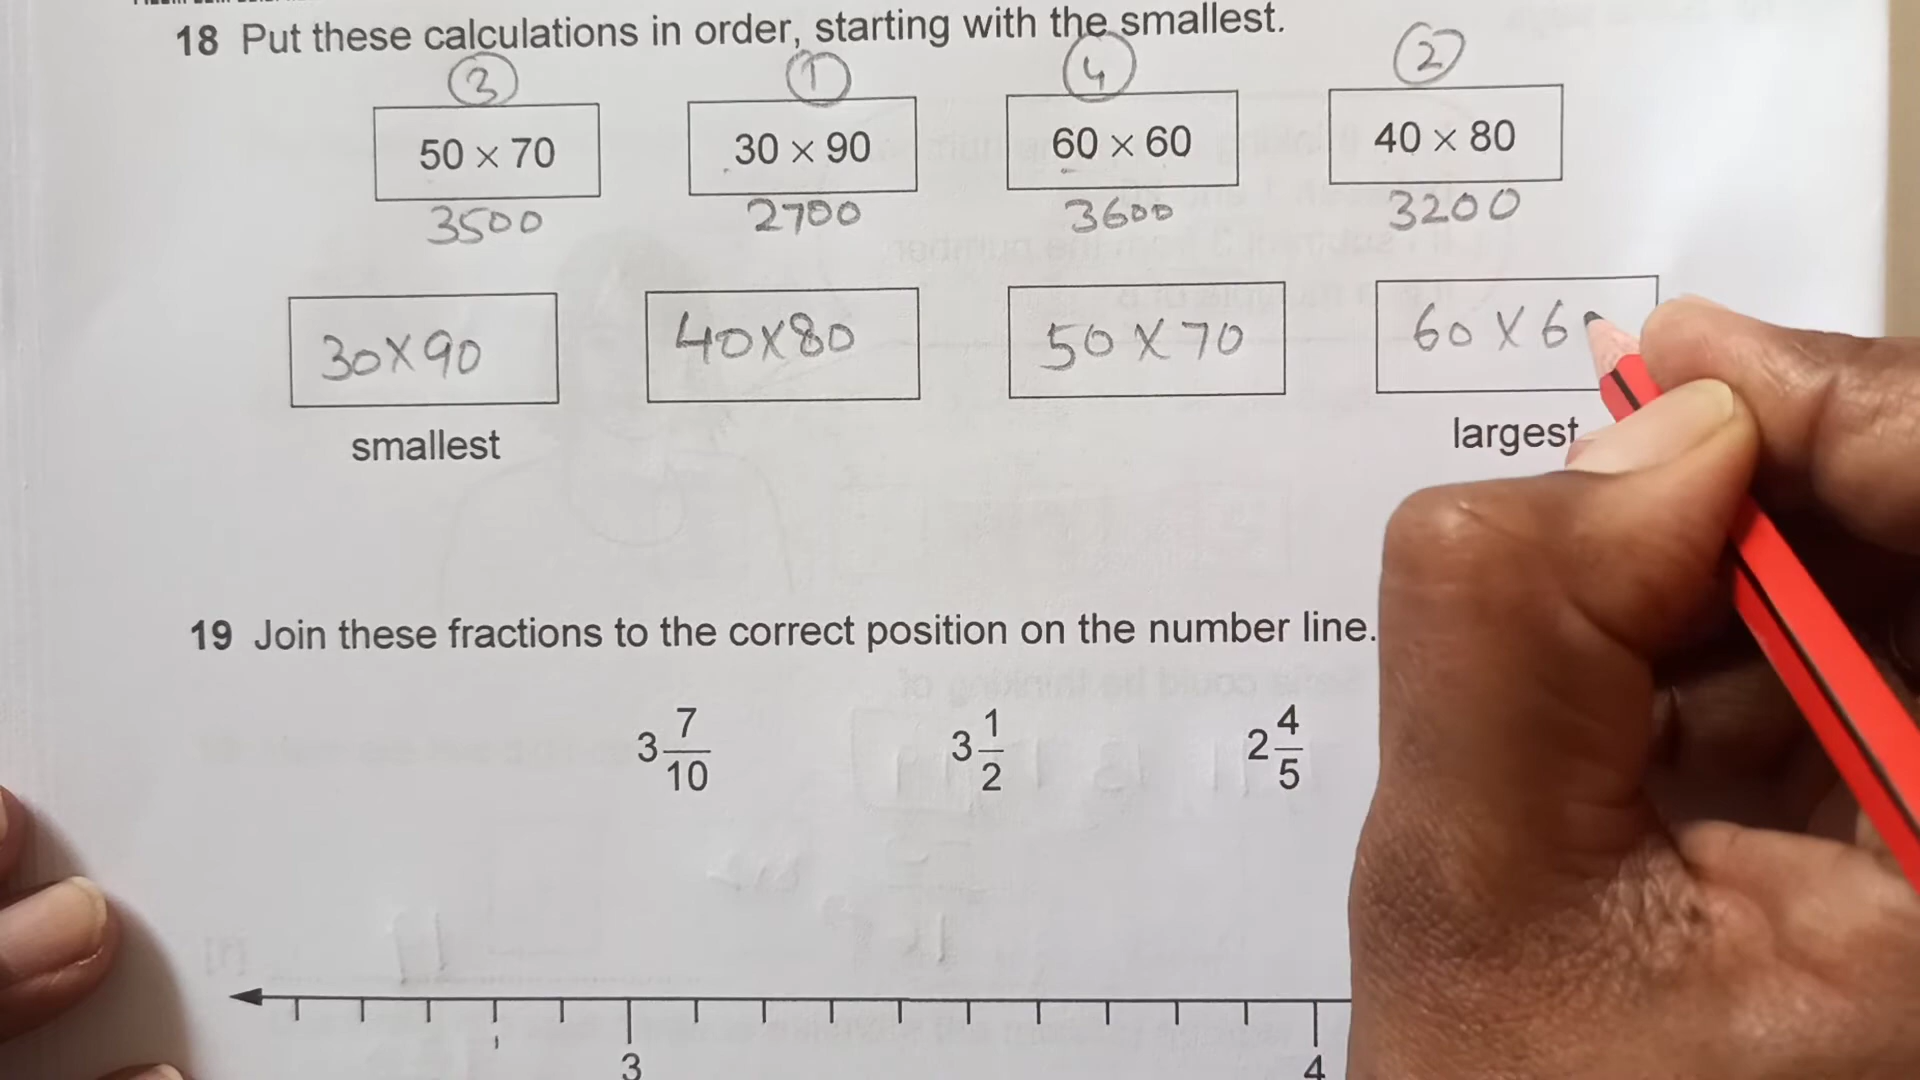 18 Put these calculations in order, starting with the smallest.
3 1 4 2
50 × 70 30 × 90 60 × 60 40 × 80
3500 2700 3600 3200
30 X 90 40 X 80 50 X 70 60 X 60
smallest largest
19 Join these fractions to the correct position on the number line.
3 7/10 3 1/2 2 4/5
3 4